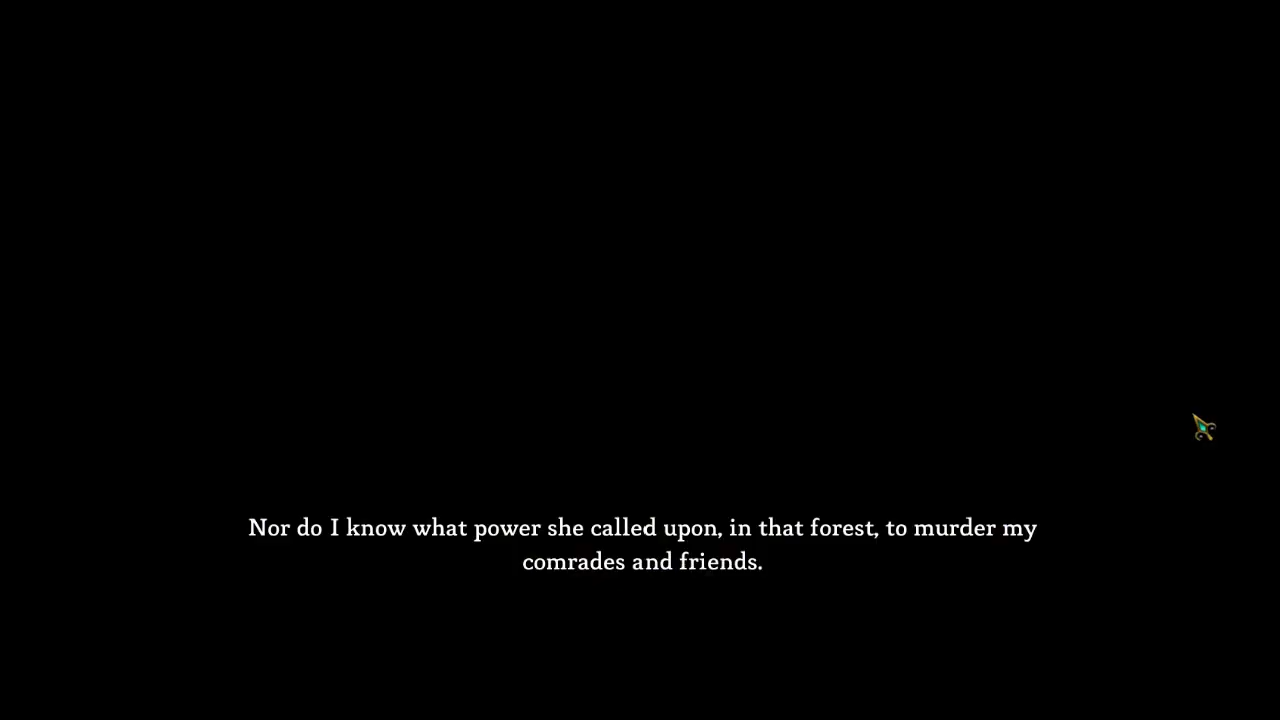 Nor do I know what power she called upon, in that forest, to murder my
comrades and friends.